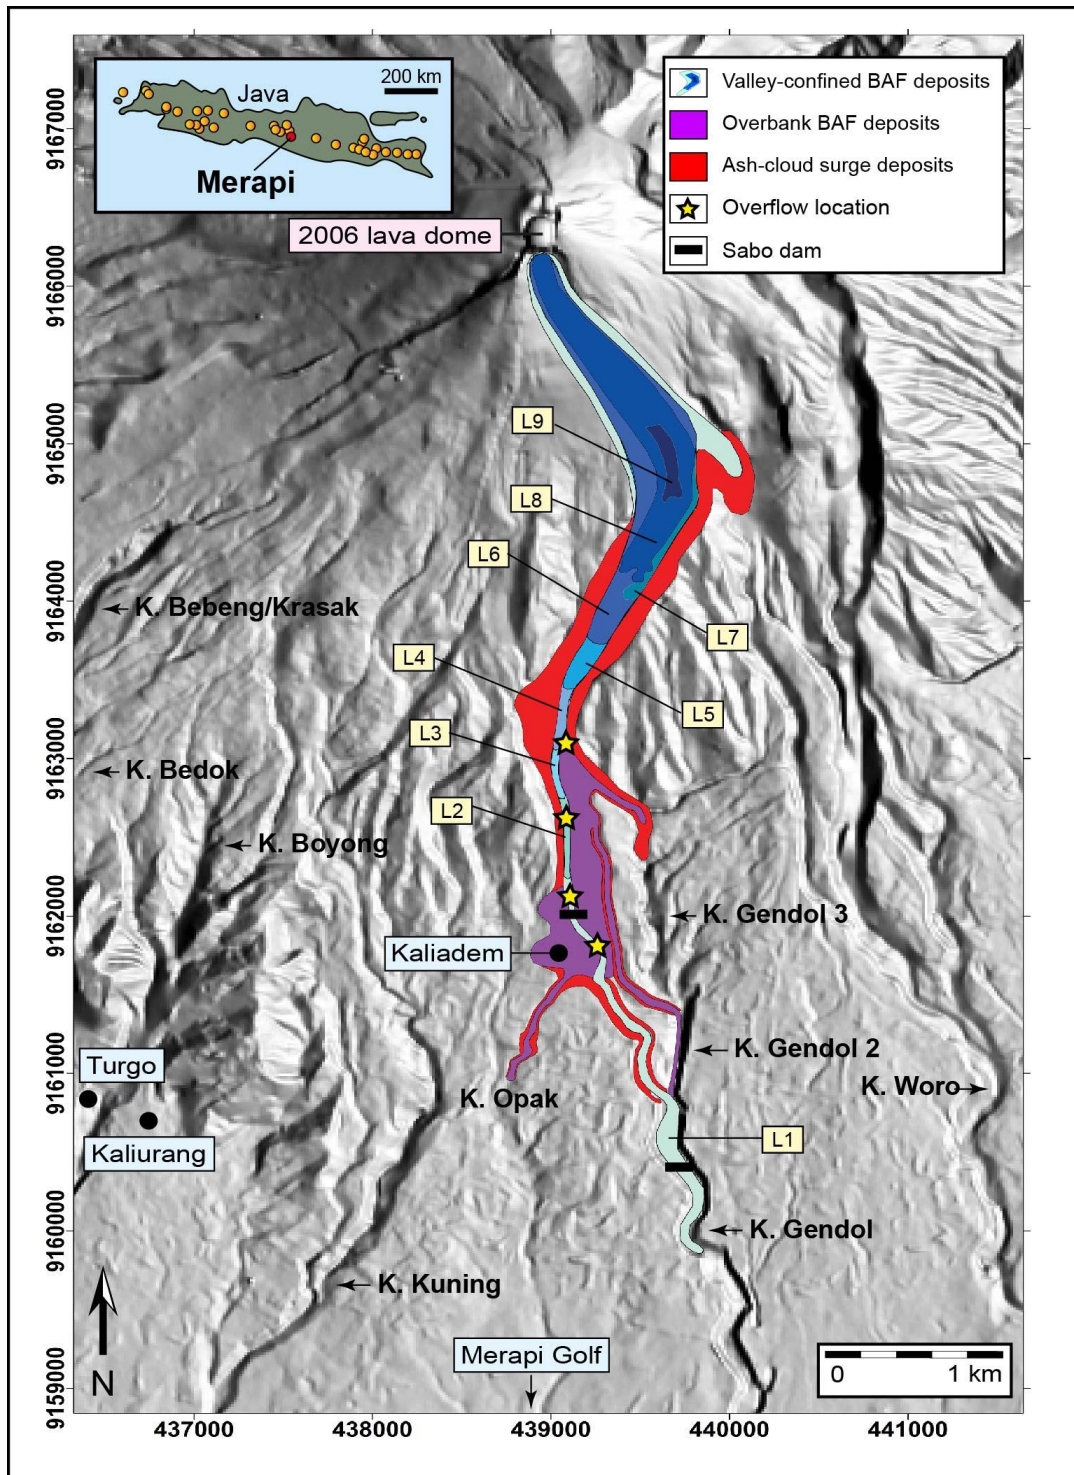 200 km
Java
Merapi
Valley-confined BAF deposits
Overbank BAF deposits
Ash-cloud surge deposits
Overflow location
Sabo dam
2006 lava dome
L9
L8
L6
L7
L4
L5
L3
L2
L1
K. Bebeng/Krasak
K. Bedok
K. Boyong
K. Gendol 3
Kaliadem
K. Gendol 2
Turgo
K. Opak
K. Woro
Kaliurang
K. Gendol
K. Kuning
Merapi Golf
N
0 1 km
9167000
9166000
9165000
9164000
9163000
9162000
9161000
9160000
9159000
437000 438000 439000 440000 441000